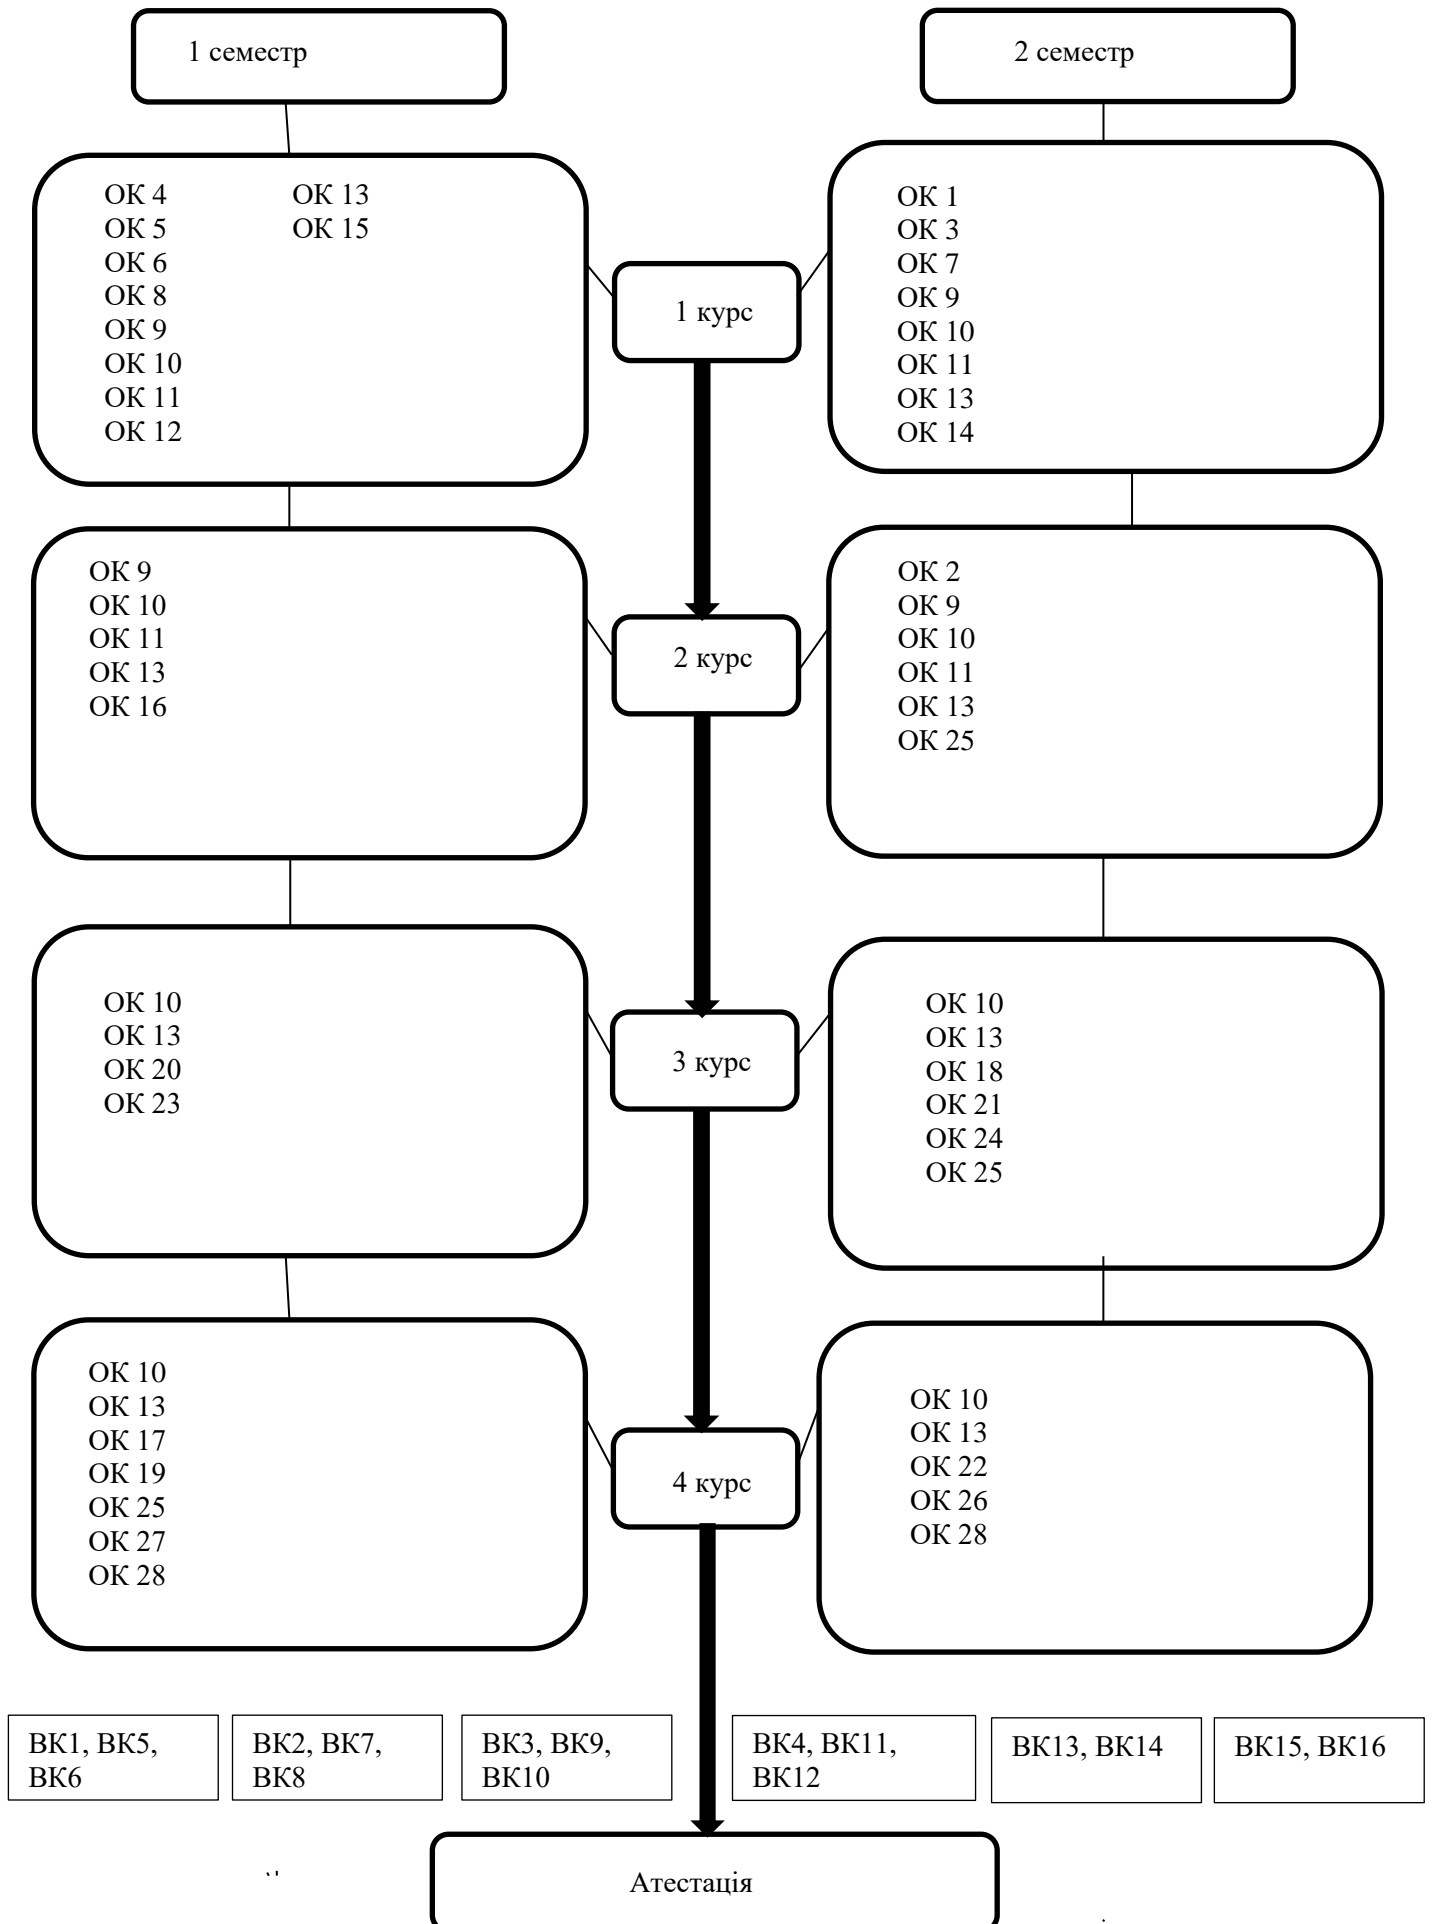 1 семестр
2 семестр
ОК 4
ОК 5
ОК 6
ОК 8
ОК 9
ОК 10
ОК 11
ОК 12
ОК 13
ОК 15
1 курс
ОК 1
ОК 3
ОК 7
ОК 9
ОК 10
ОК 11
ОК 13
ОК 14
ОК 9
ОК 10
ОК 11
ОК 13
ОК 16
2 курс
ОК 2
ОК 9
ОК 10
ОК 11
ОК 13
ОК 25
ОК 10
ОК 13
ОК 20
ОК 23
3 курс
ОК 10
ОК 13
ОК 18
ОК 21
ОК 24
ОК 25
ОК 10
ОК 13
ОК 17
ОК 19
ОК 25
ОК 27
ОК 28
4 курс
ОК 10
ОК 13
ОК 22
ОК 26
ОК 28
ВК1, ВК5,
ВК6
ВК2, ВК7,
ВК8
ВК3, ВК9,
ВК10
ВК4, ВК11,
ВК12
ВК13, ВК14
ВК15, ВК16
Атестація